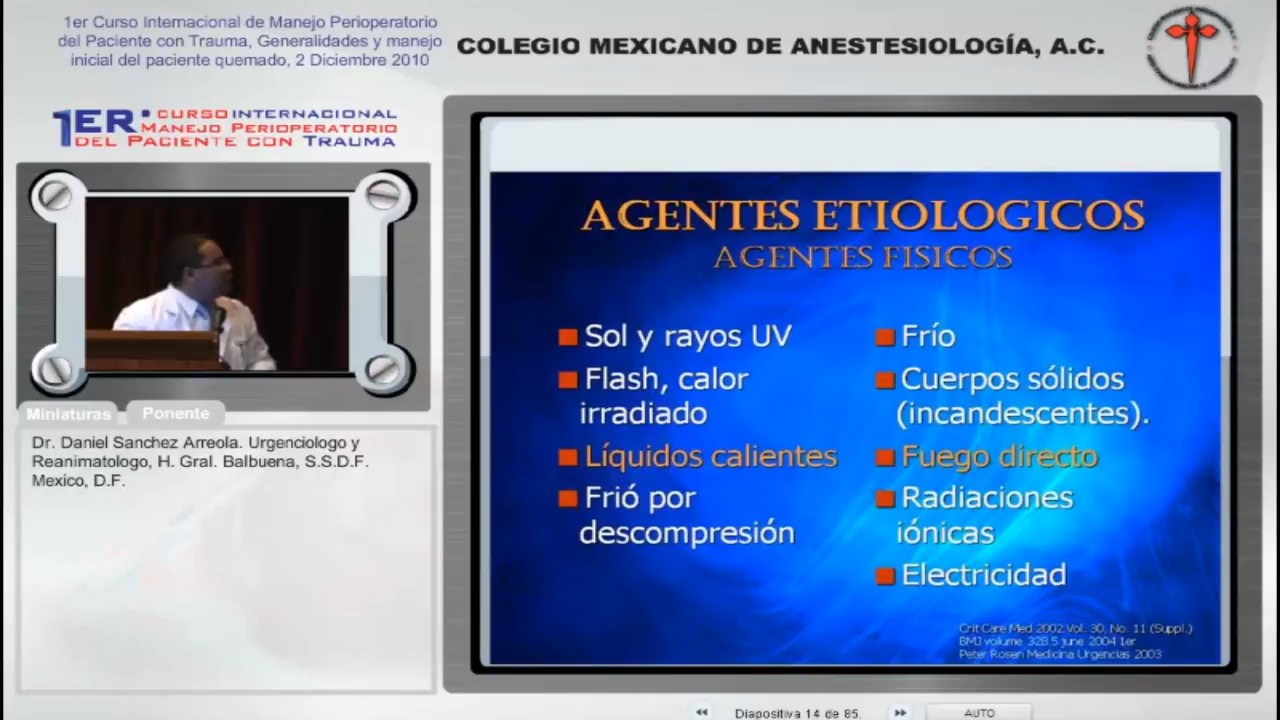 1er Curso Internacional de Manejo Perioperatorio
del Paciente con Trauma, Generalidades y manejo
inicial del paciente quemado, 2 Diciembre 2010
COLEGIO MEXICANO DE ANESTESIOLOGÍA, A.C.
1ER. CURSO INTERNACIONAL
MANEJO PERIOPERATORIO
DEL PACIENTE CON TRAUMA
Miniaturas
Ponente
Dr. Daniel Sanchez Arreola. Urgenciologo y
Reanimatologo, H. Gral. Balbuena, S.S.D.F.
Mexico, D.F.
AGENTES ETIOLOGICOS
AGENTES FISICOS
Sol y rayos UV
Flash, calor
irradiado
Líquidos calientes
Frió por
descompresión
Frío
Cuerpos sólidos
(incandescentes).
Fuego directo
Radiaciones
iónicas
Electricidad
Crit Care Med 2002 Vol. 30, No. 11 (Suppl.)
BMJ volume 328 5 june 2004 1er
Peter Rosen Medicina Urgencias 2003
Diapositiva 14 de 85.
AUTO